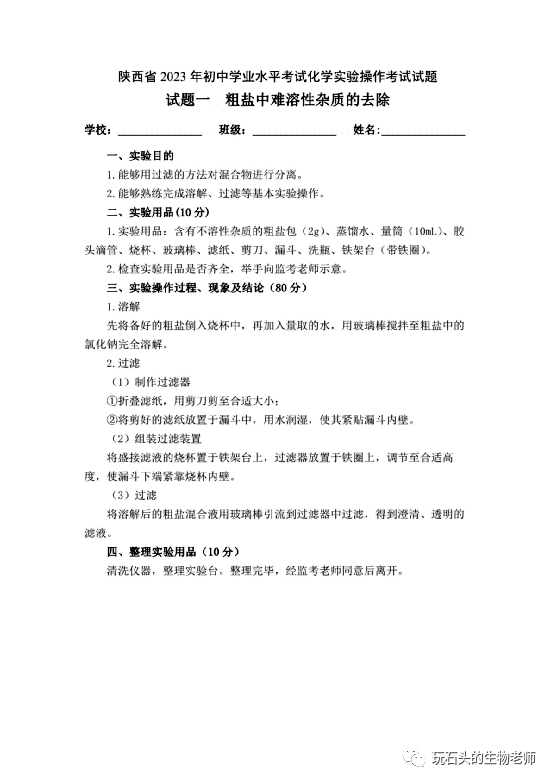 陕西省 2023 年初中学业水平考试化学实验操作考试试题
试题一 粗盐中难溶性杂质的去除
学校：______________ 班级：______________ 姓名：______________
一、实验目的
1.能够用过滤的方法对混合物进行分离。
2.能够熟练完成溶解、过滤等基本实验操作。
二、实验用品(10 分)
1.实验用品：含有不溶性杂质的粗盐包（2g）、蒸馏水、量筒（10mL）、胶
头滴管、烧杯、玻璃棒、滤纸、剪刀、漏斗、洗瓶、铁架台（带铁圈）。
2.检查实验用品是否齐全，举手向监考老师示意。
三、实验操作过程、现象及结论（80 分）
1.溶解
先将备好的粗盐倒入烧杯中，再加入量取的水，用玻璃棒搅拌至粗盐中的
氯化钠完全溶解。
2.过滤
（1）制作过滤器
①折叠滤纸，用剪刀剪至合适大小；
②将剪好的滤纸放置于漏斗中，用水润湿，使其紧贴漏斗内壁。
（2）组装过滤装置
将盛接滤液的烧杯置于铁架台上，过滤器放置于铁圈上，调节至合适高
度，使漏斗下端紧靠烧杯内壁。
（3）过滤
将溶解后的粗盐混合液用玻璃棒引流到过滤器中过滤，得到澄清、透明的
滤液。
四、整理实验用品（10 分）
清洗仪器，整理实验台。整理完毕，经监考老师同意后离开。
玩石头的生物老师